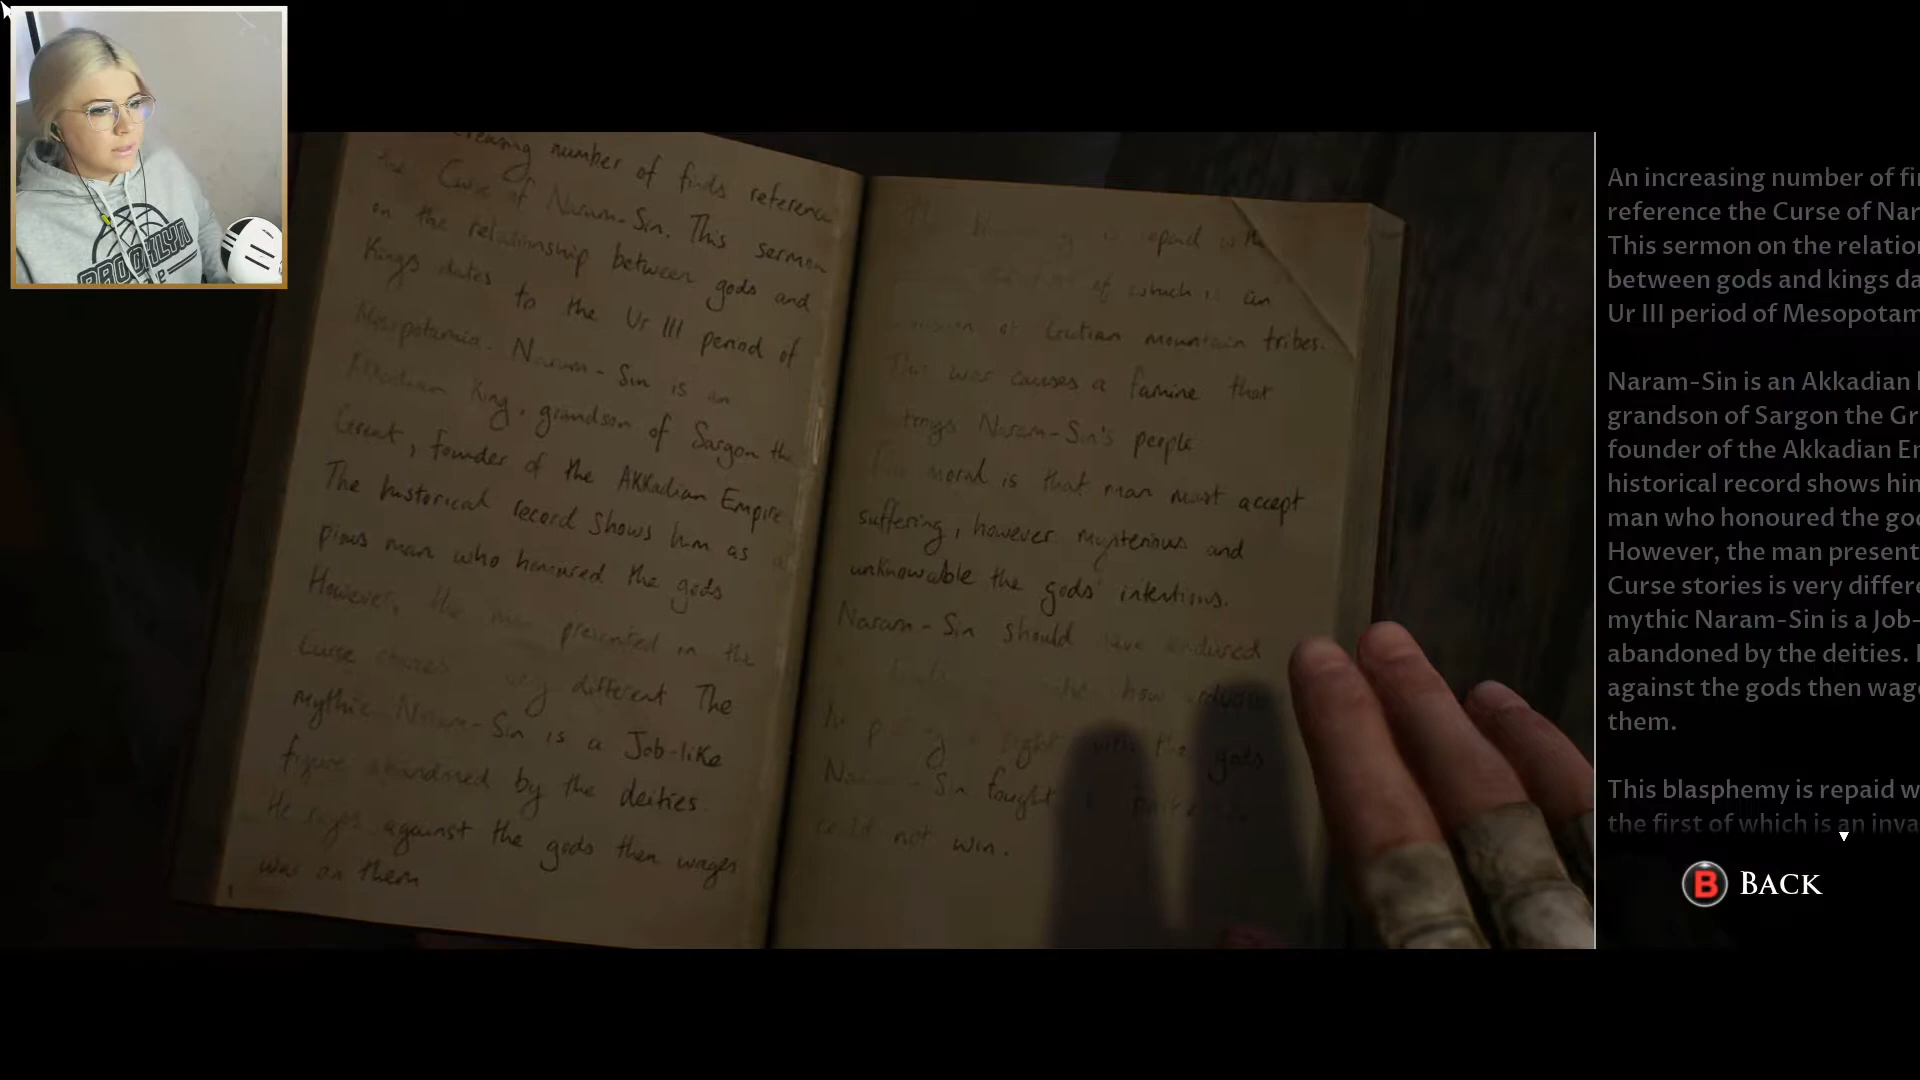 BROOKLYN
creasing number of finds reference
the Curse of Naram-Sin. This sermon
on the relationship between gods and
Kings dates to the Ur III period of
Mesopotamia. Naram-Sin is an
Akkadian King, grandson of Sargon the
Great, founder of the Akkadian Empire
The historical record shows him as a
pious man who honoured the gods
However, the man presented in the
Curse stories very different The
mythic Naram-Sin is a Job-like
figure abandoned by the deities.
He rages against the gods then wages
war on them
repaid with
of which is an
of Gutian mountain tribes.
This war causes a famine that
Naram-Sin's people
The moral is that man must accept
suffering, however mysterious and
unknowable the gods' intentions.
Naram-Sin should have endured
how
fight with the gods
Naram-Sin fought
could not win.
An increasing number of fi
reference the Curse of Nar
This sermon on the relatio
between gods and kings da
Ur III period of Mesopotam
Naram-Sin is an Akkadian
grandson of Sargon the Gr
founder of the Akkadian E
historical record shows hi
man who honoured the go
However, the man present
Curse stories is very differe
mythic Naram-Sin is a Job-
abandoned by the deities.
against the gods then wag
them.
This blasphemy is repaid w
the first of which is an inva
B BACK